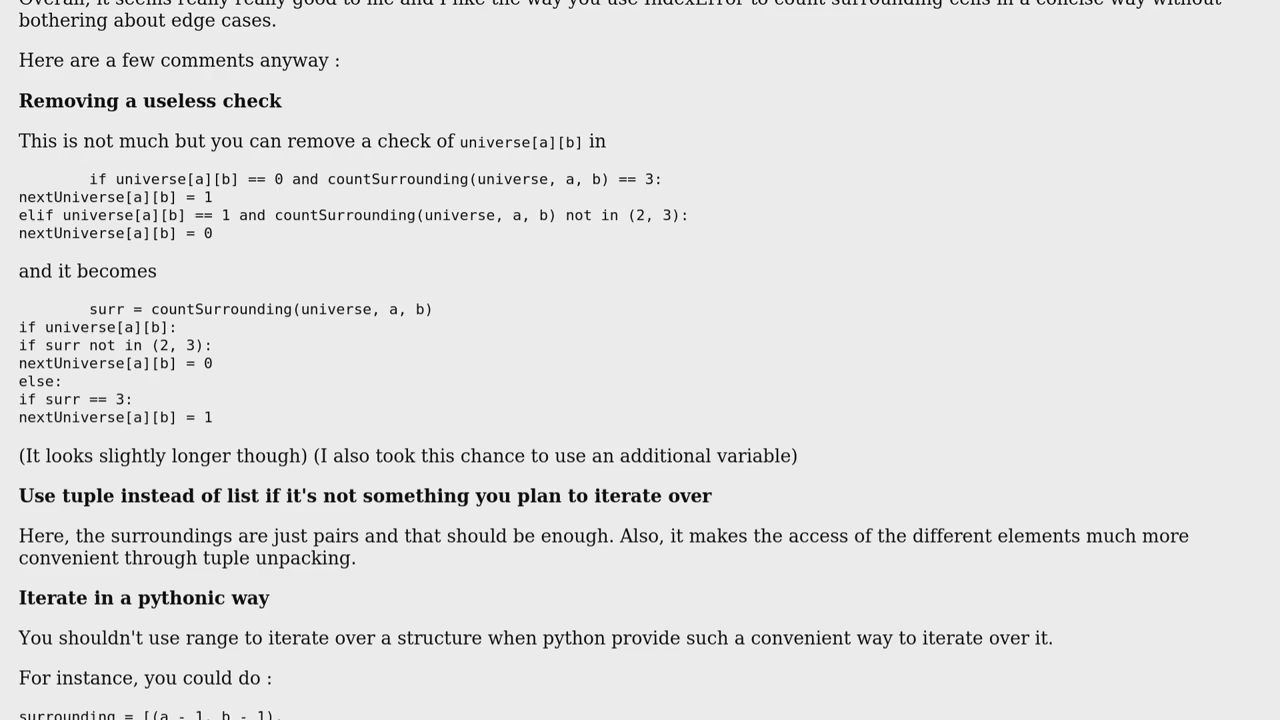 Overall, it seems really really good to me and I like the way you use IndexError to count surrounding cells in a concise way without
bothering about edge cases.
Here are a few comments anyway :
Removing a useless check
This is not much but you can remove a check of universe[a][b] in
if universe[a][b] == 0 and countSurrounding(universe, a, b) == 3:
nextUniverse[a][b] = 1
elif universe[a][b] == 1 and countSurrounding(universe, a, b) not in (2, 3):
nextUniverse[a][b] = 0
and it becomes
surr = countSurrounding(universe, a, b)
if universe[a][b]:
if surr not in (2, 3):
nextUniverse[a][b] = 0
else:
if surr == 3:
nextUniverse[a][b] = 1
(It looks slightly longer though) (I also took this chance to use an additional variable)
Use tuple instead of list if it's not something you plan to iterate over
Here, the surroundings are just pairs and that should be enough. Also, it makes the access of the different elements much more
convenient through tuple unpacking.
Iterate in a pythonic way
You shouldn't use range to iterate over a structure when python provide such a convenient way to iterate over it.
For instance, you could do :
surrounding = [(a - 1, b - 1),